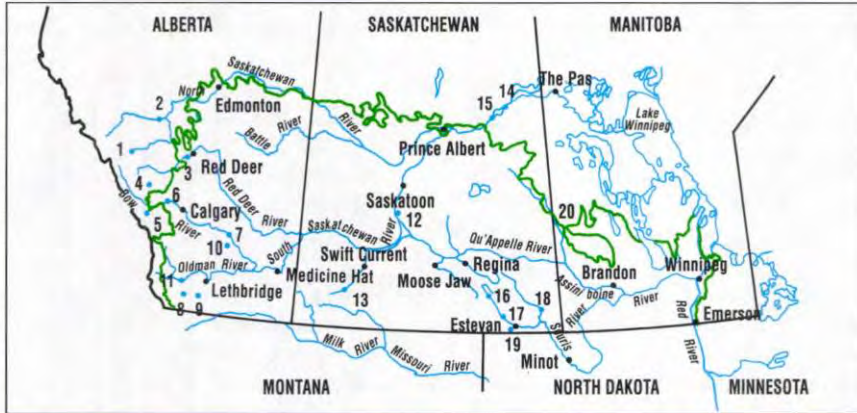 ALBERTA
SASKATCHEWAN
MANITOBA
North
Saskatchewan
River
Edmonton
Battle
River
The Pas
14
15
Lake
Winnipeg
2
1
Prince Albert
3
Red Deer
4
6
Bow
River
5
Calgary
Red Deer
River
Saskatoon
12
20
7
10
South
Saskatchewan
River
Qu'Appelle River
Swift Current
Regina
Moose Jaw
Brandon
Winnipeg
Assiniboine
River
11
Oldman River
Lethbridge
Medicine Hat
8
9
13
16
17
18
Estevan
19
Souris
River
Red
River
Emerson
Milk
River
Missouri
River
Minot
MONTANA
NORTH DAKOTA
MINNESOTA